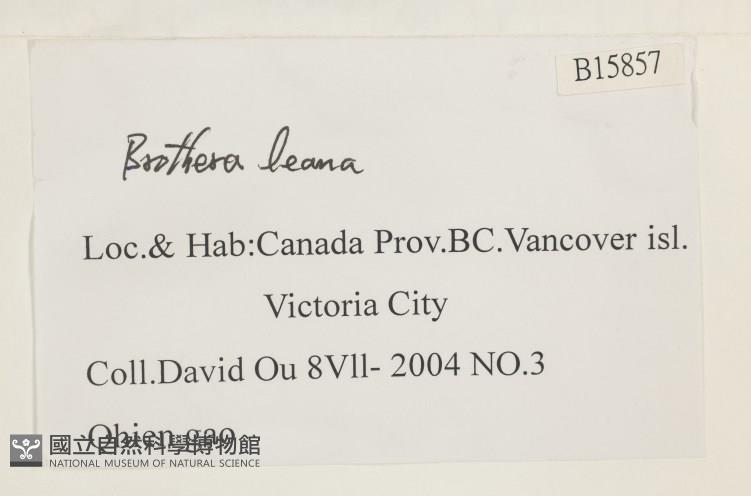 B15857
Brothera leana
Loc.& Hab:Canada Prov.BC.Vancover isl.
Victoria City
Coll.David Ou 8Vll- 2004 NO.3
國立自然科學博物館
NATIONAL MUSEUM OF NATURAL SCIENCE